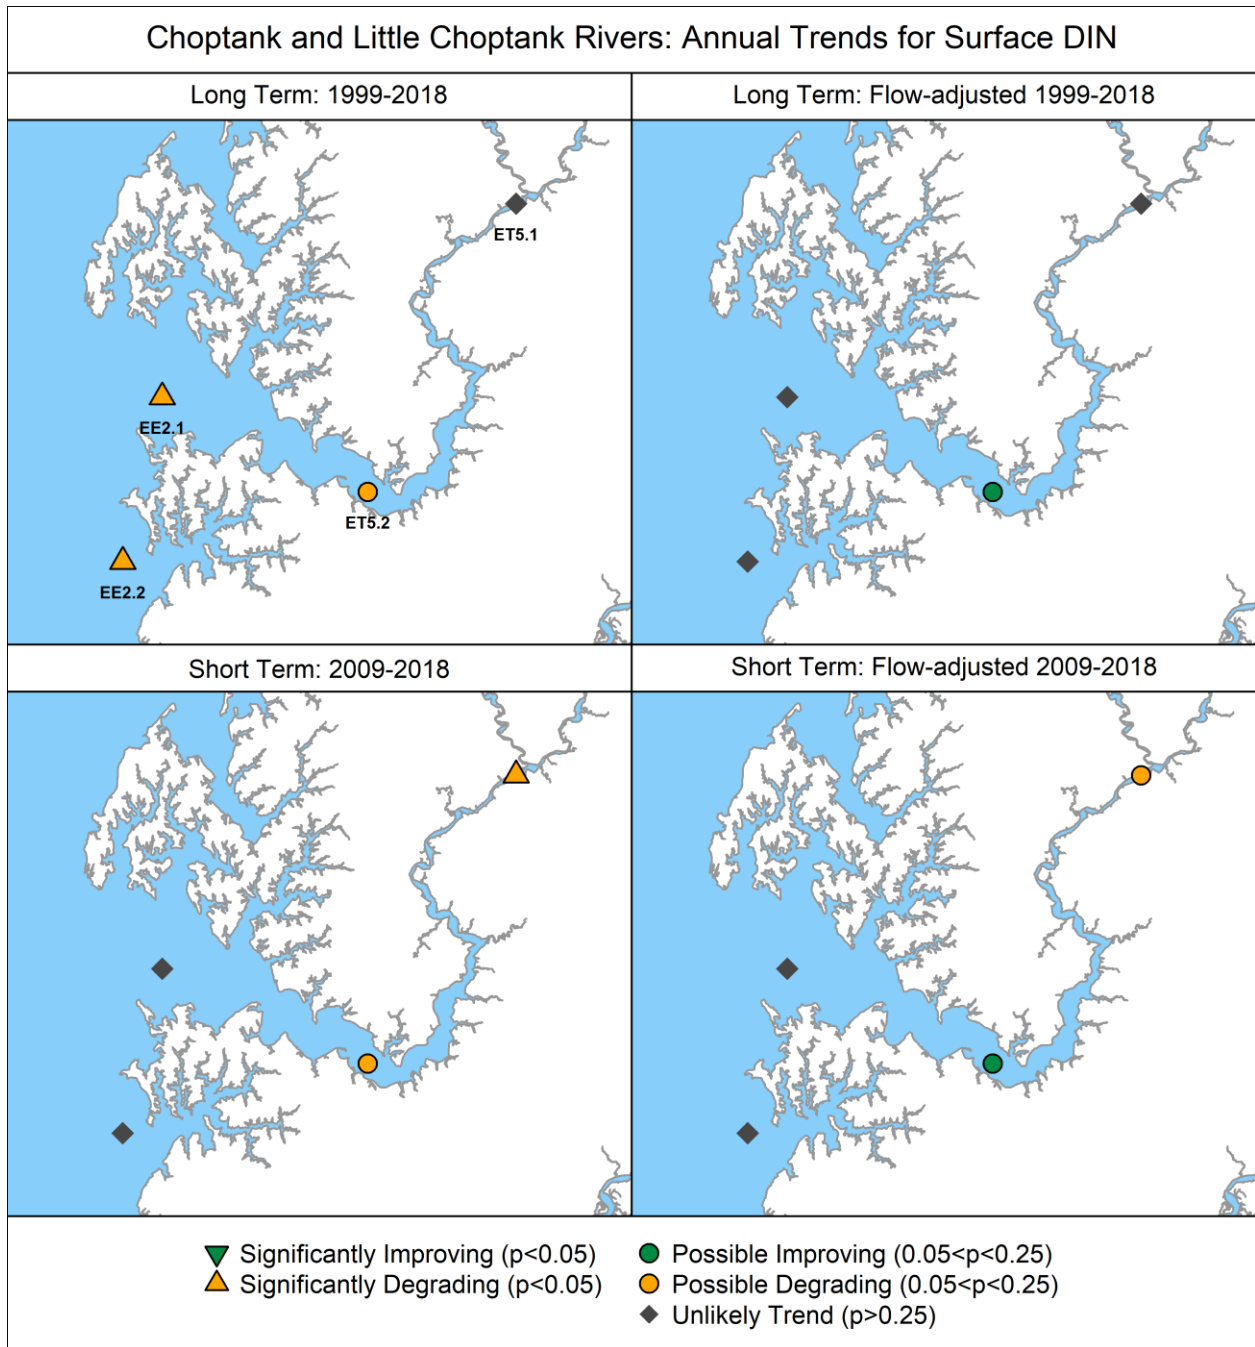 Choptank and Little Choptank Rivers: Annual Trends for Surface DIN
Long Term: 1999-2018
Long Term: Flow-adjusted 1999-2018
ET5.1
EE2.1
ET5.2
EE2.2
Short Term: 2009-2018
Short Term: Flow-adjusted 2009-2018
Significantly Improving (p<0.05)
Significantly Degrading (p<0.05)
Possible Improving (0.05<p<0.25)
Possible Degrading (0.05<p<0.25)
Unlikely Trend (p>0.25)